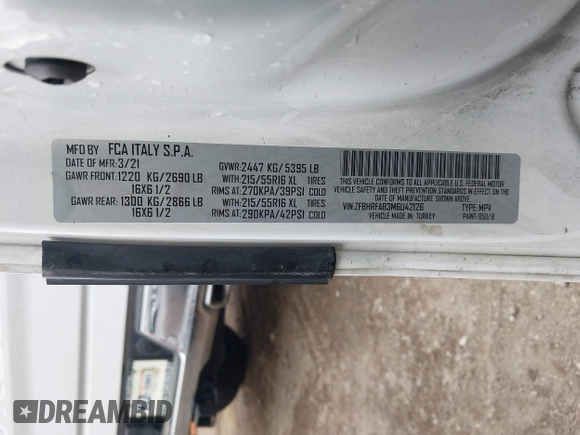 MFD BY FCA ITALY S.P.A.
DATE OF MFR: 3/21 GVWR: 2447 KG/ 5395 LB
GAWR FRONT: 1220 KG/ 2690 LB WITH: 215/55R16 XL TIRES
16X6 1/2 RIMS AT: 270KPA/39PSI COLD
GAWR REAR: 1300 KG/ 2866 LB WITH: 215/55R16 XL TIRES
16X6 1/2 RIMS AT: 290KPA/42PSI COLD
THIS VEHICLE CONFORMS TO ALL APPLICABLE U.S. FEDERAL MOTOR
VEHICLE SAFETY AND THEFT PREVENTION STANDARDS IN EFFECT ON THE
DATE OF MANUFACTURE SHOWN ABOVE.
VIN: ZFBHRFAB3M6U42126 TYPE: MPV
MADE IN: TURKEY PAINT: 050/B
DREAMBID